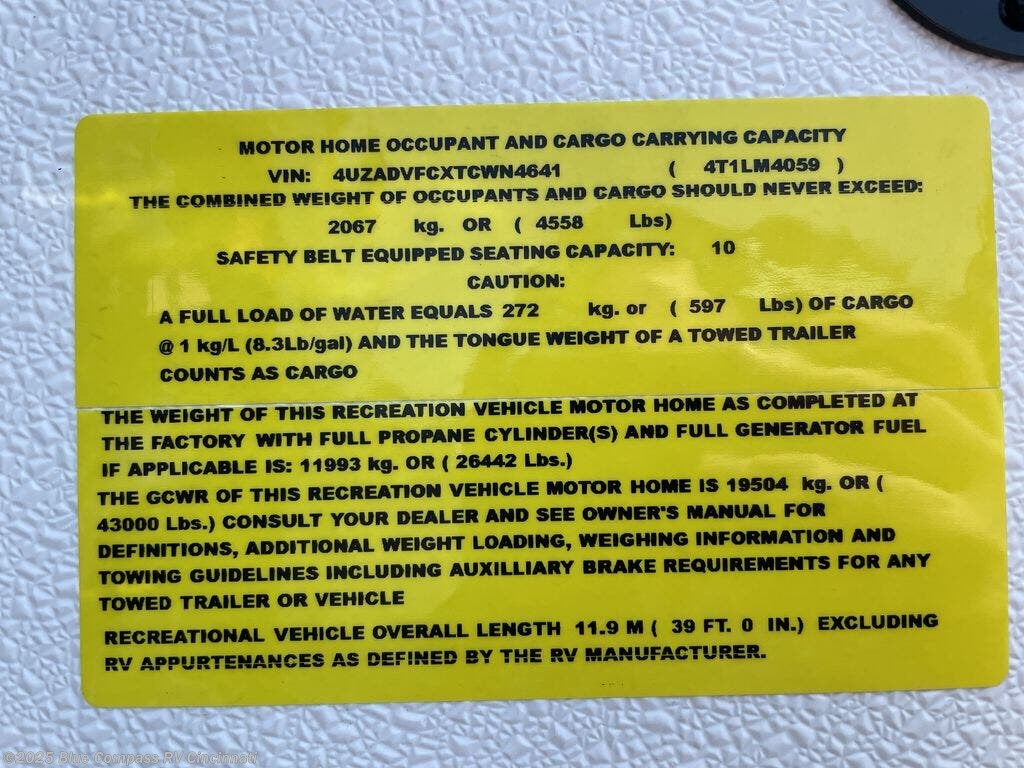 MOTOR HOME OCCUPANT AND CARGO CARRYING CAPACITY
VIN: 4UZADVFCXTCWN4641 ( 4T1LM4059 )
THE COMBINED WEIGHT OF OCCUPANTS AND CARGO SHOULD NEVER EXCEED:
2067 kg. OR ( 4558 Lbs)
SAFETY BELT EQUIPPED SEATING CAPACITY: 10
CAUTION:
A FULL LOAD OF WATER EQUALS 272 kg. or ( 597 Lbs) OF CARGO
@ 1 kg/L (8.3Lb/gal) AND THE TONGUE WEIGHT OF A TOWED TRAILER
COUNTS AS CARGO
THE WEIGHT OF THIS RECREATION VEHICLE MOTOR HOME AS COMPLETED AT
THE FACTORY WITH FULL PROPANE CYLINDER(S) AND FULL GENERATOR FUEL
IF APPLICABLE IS: 11993 kg. OR ( 26442 Lbs.)
THE GCWR OF THIS RECREATION VEHICLE MOTOR HOME IS 19504 kg. OR (
43000 Lbs.) CONSULT YOUR DEALER AND SEE OWNER'S MANUAL FOR
DEFINITIONS, ADDITIONAL WEIGHT LOADING, WEIGHING INFORMATION AND
TOWING GUIDELINES INCLUDING AUXILLIARY BRAKE REQUIREMENTS FOR ANY
TOWED TRAILER OR VEHICLE
RECREATIONAL VEHICLE OVERALL LENGTH 11.9 M ( 39 FT. 0 IN.) EXCLUDING
RV APPURTENANCES AS DEFINED BY THE RV MANUFACTURER.
©2025 Blue Compass RV Cincinnati